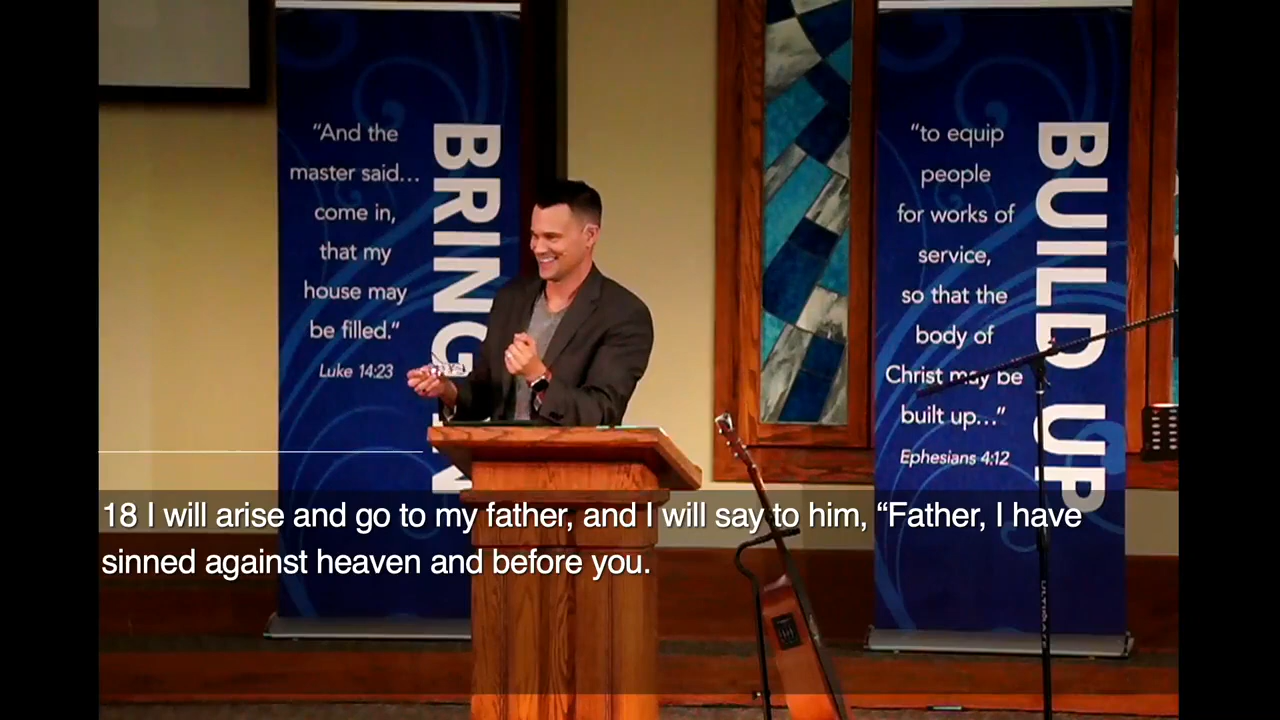 “And the
master said...
come in,
that my
house may
be filled.”
Luke 14:23
BRING IN
“to equip
people
for works of
service,
so that the
body of
Christ may be
built up...”
Ephesians 4:12
BUILD UP
18 I will arise and go to my father, and I will say to him, “Father, I have
sinned against heaven and before you.